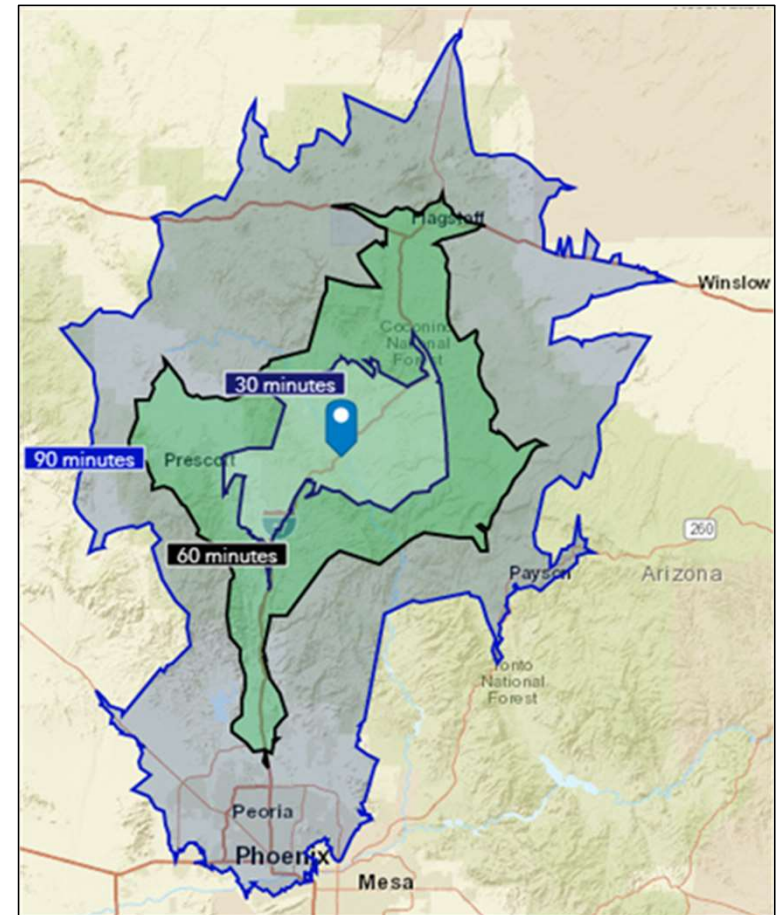 Winslow
Flagstaff
Coconino
National
Forest
30 minutes
Prescott
90 minutes
60 minutes
260
Payson
Arizona
Tonto
National
Forest
Peoria
Phoenix
Mesa